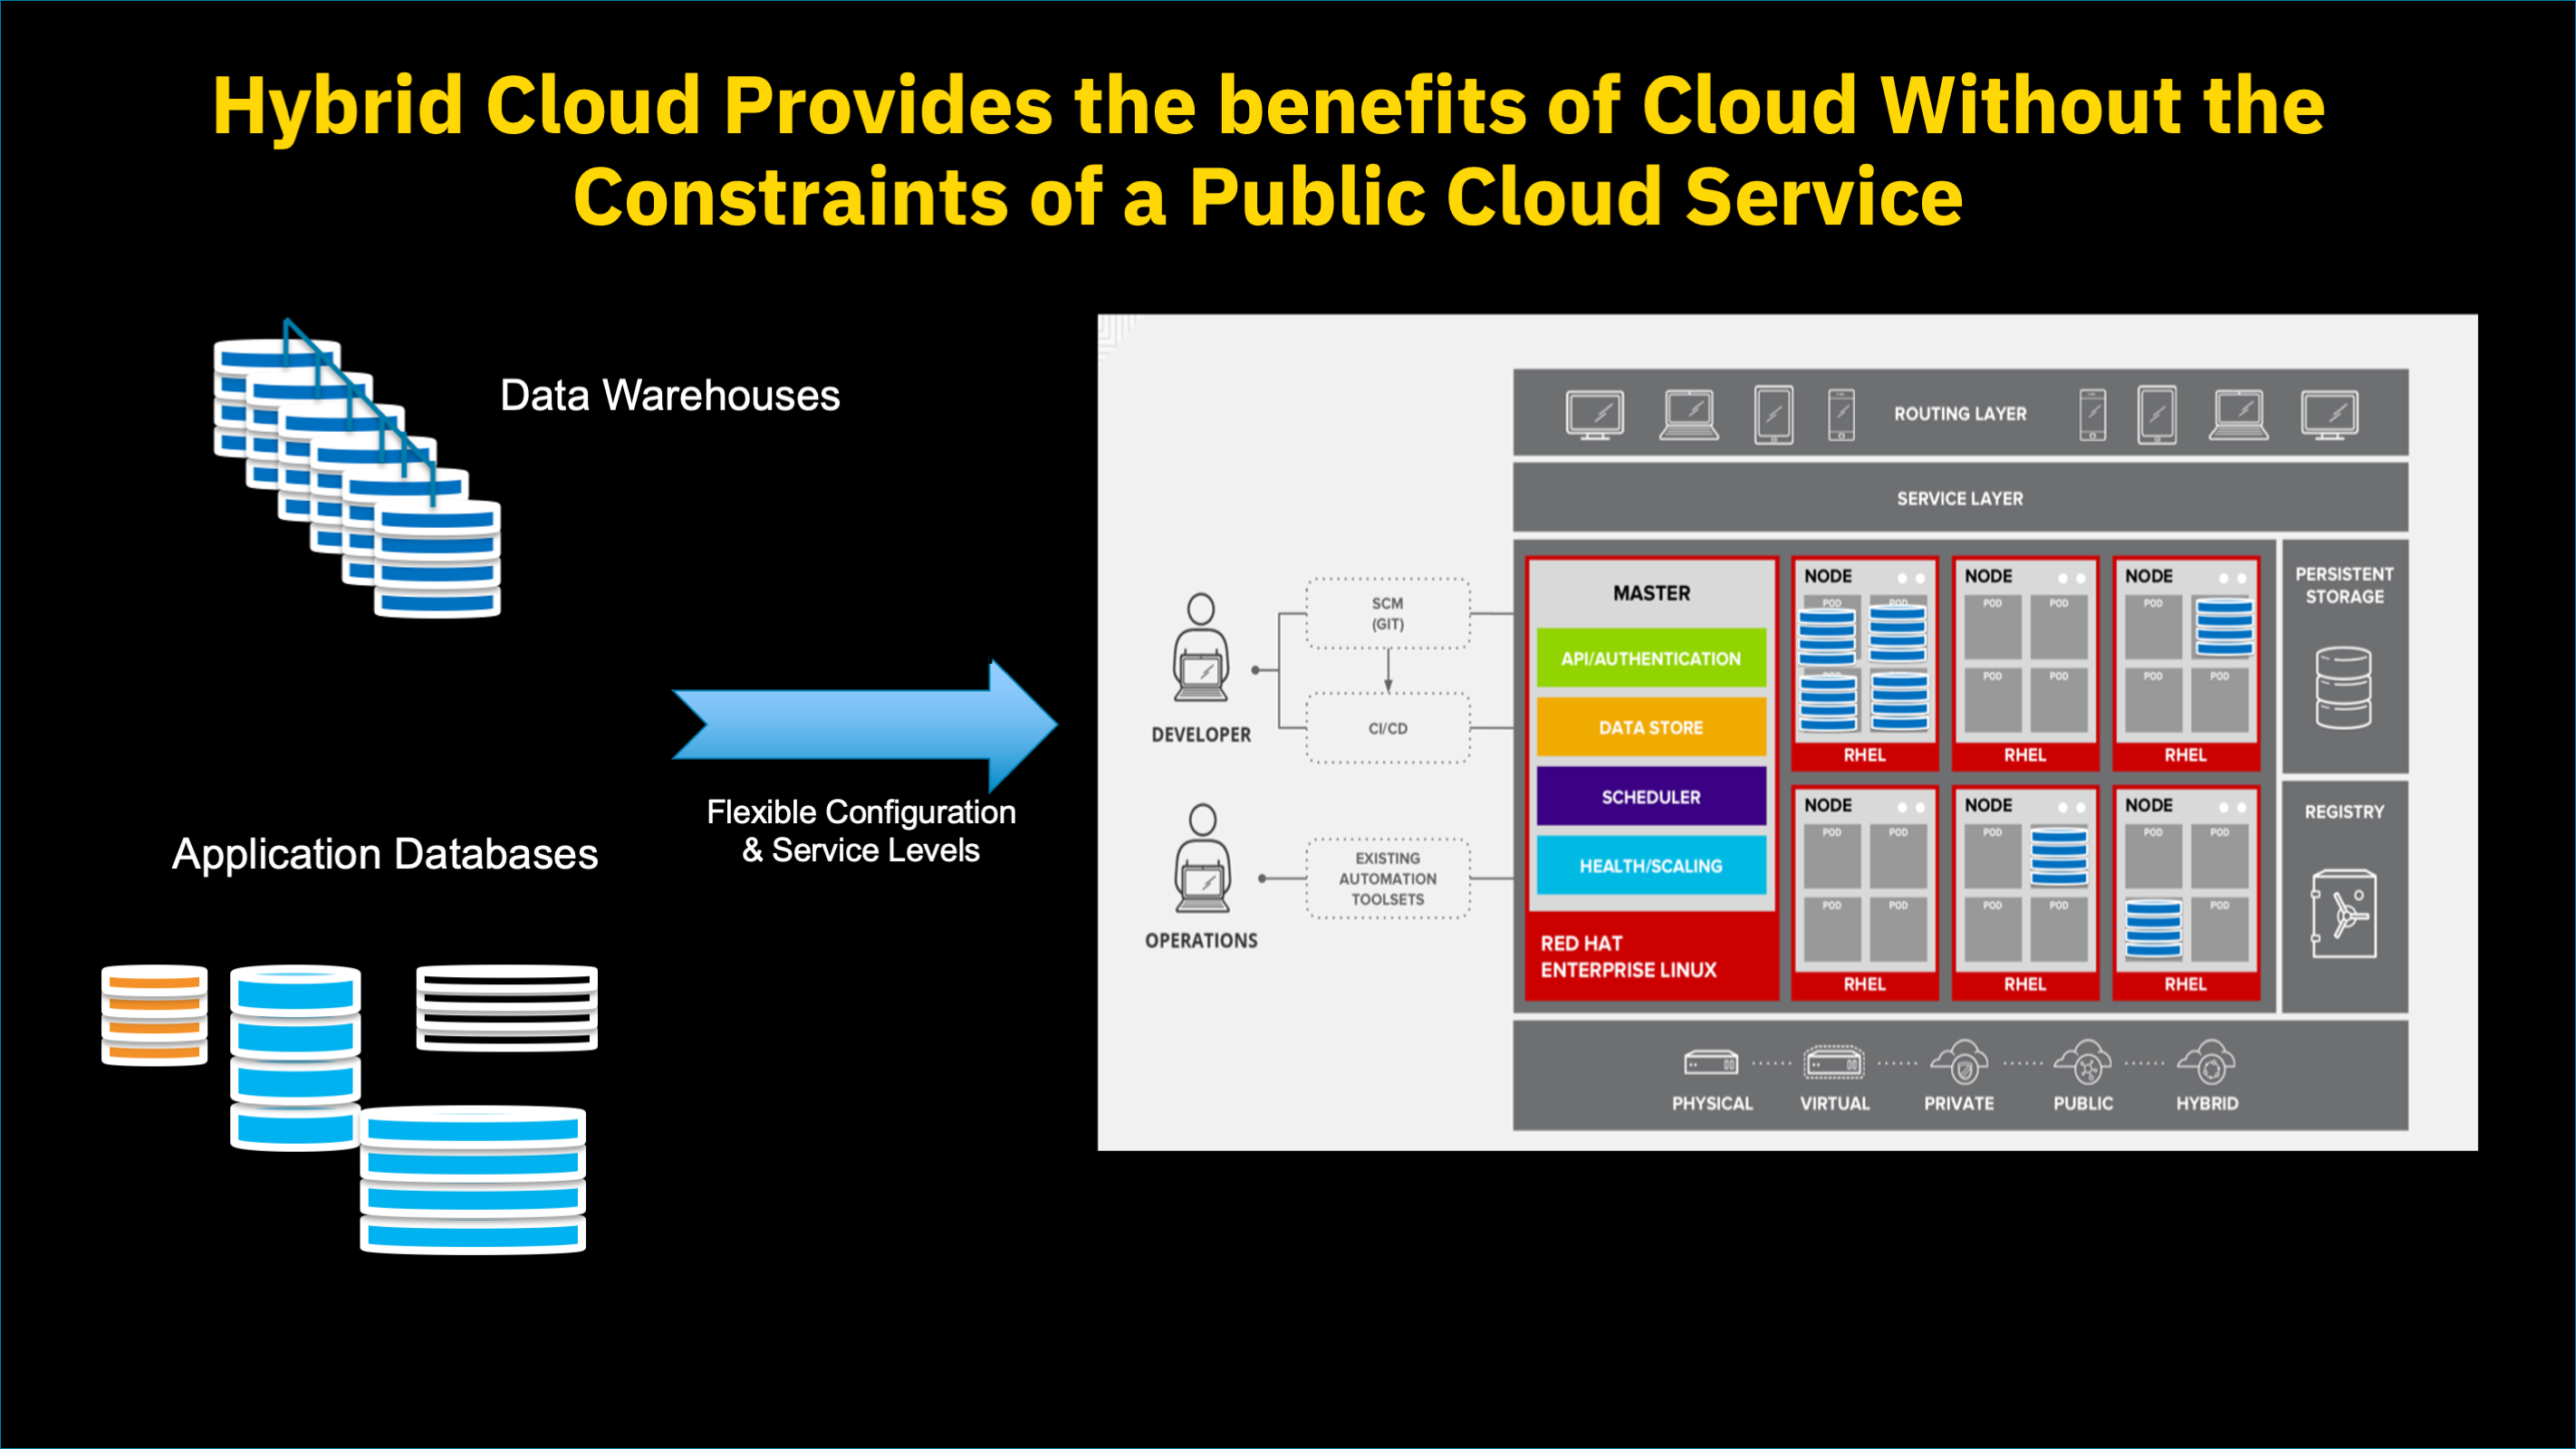 Hybrid Cloud Provides the benefits of Cloud Without the
Constraints of a Public Cloud Service
Data Warehouses
Application Databases
Flexible Configuration
& Service Levels
DEVELOPER
OPERATIONS
SCM
(GIT)
CI/CD
EXISTING
AUTOMATION
TOOLSETS
ROUTING LAYER
SERVICE LAYER
MASTER
API/AUTHENTICATION
DATA STORE
SCHEDULER
HEALTH/SCALING
RED HAT
ENTERPRISE LINUX
NODE
POD POD
POD
RHEL
NODE
POD POD
POD POD
RHEL
NODE
POD
POD POD
RHEL
NODE
POD POD
POD POD
RHEL
NODE
POD
POD POD
RHEL
NODE
POD POD
POD
RHEL
PERSISTENT
STORAGE
REGISTRY
PHYSICAL
VIRTUAL
PRIVATE
PUBLIC
HYBRID